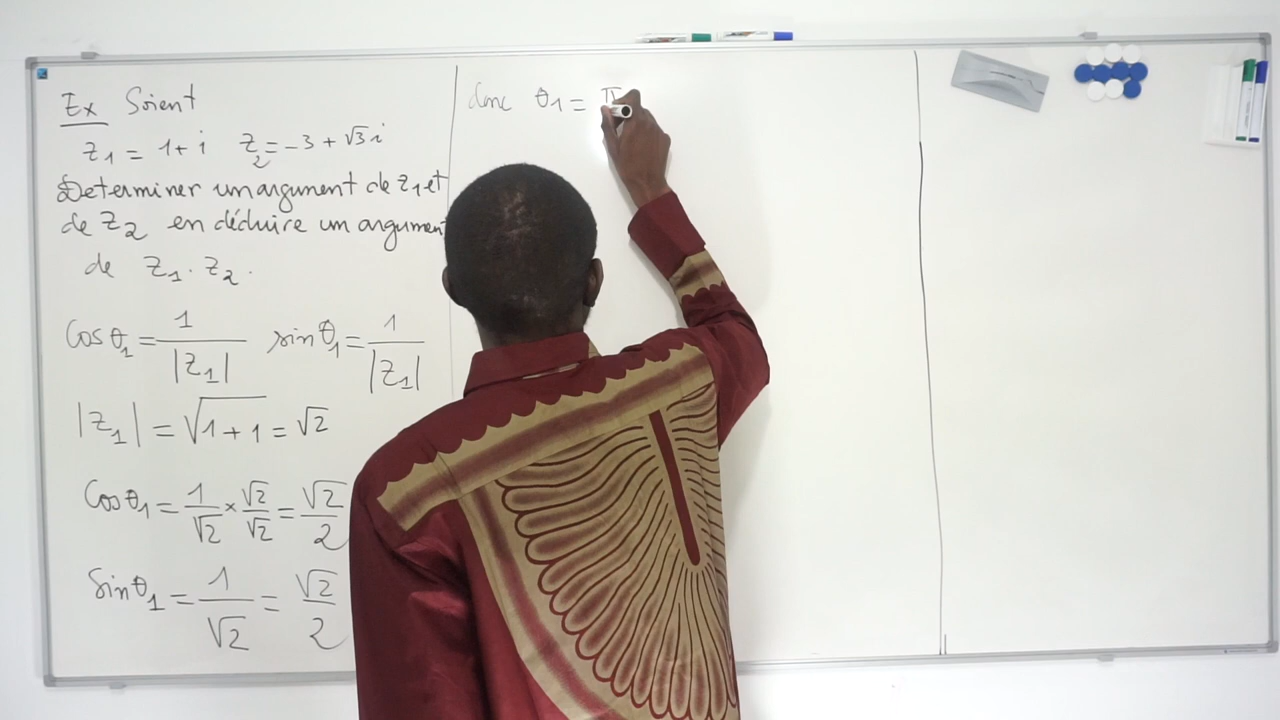 Ex Soient
z₁ = 1 + i z₂ = -3 + √3 i
Determiner un argument de z₁ et
de z₂ en déduire un argument
de z₁ . z₂ .
Cos θ₁ = 1/|z₁| sin θ₁ = 1/|z₁|
|z₁| = √(1+1) = √2
Cos θ₁ = 1/√2 × √2/√2 = √2/2
Sin θ₁ = 1/√2 = √2/2
donc θ₁ = π